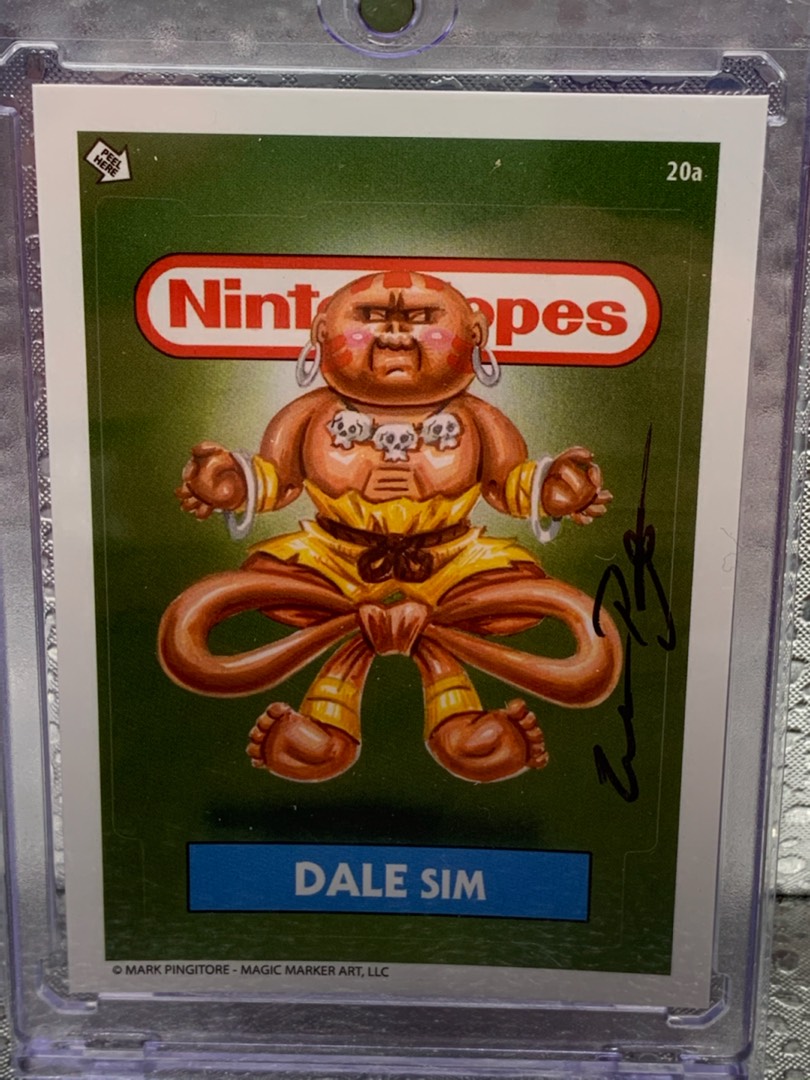 PEEL
HERE
20a
Nint opes
DALE SIM
© MARK PINGITORE - MAGIC MARKER ART, LLC